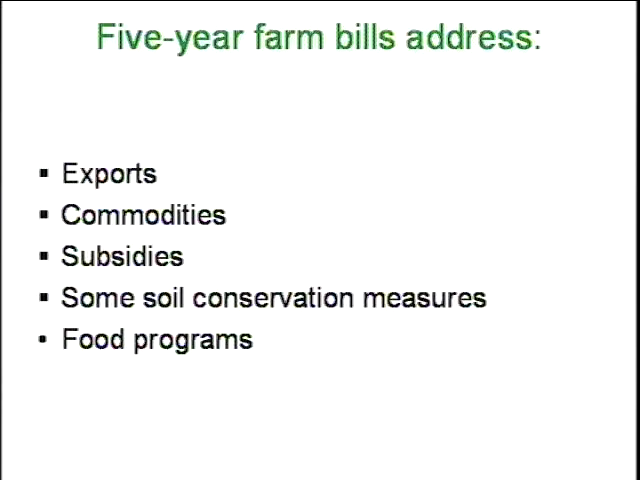 Five-year farm bills address:
▪ Exports
▪ Commodities
▪ Subsidies
▪ Some soil conservation measures
• Food programs